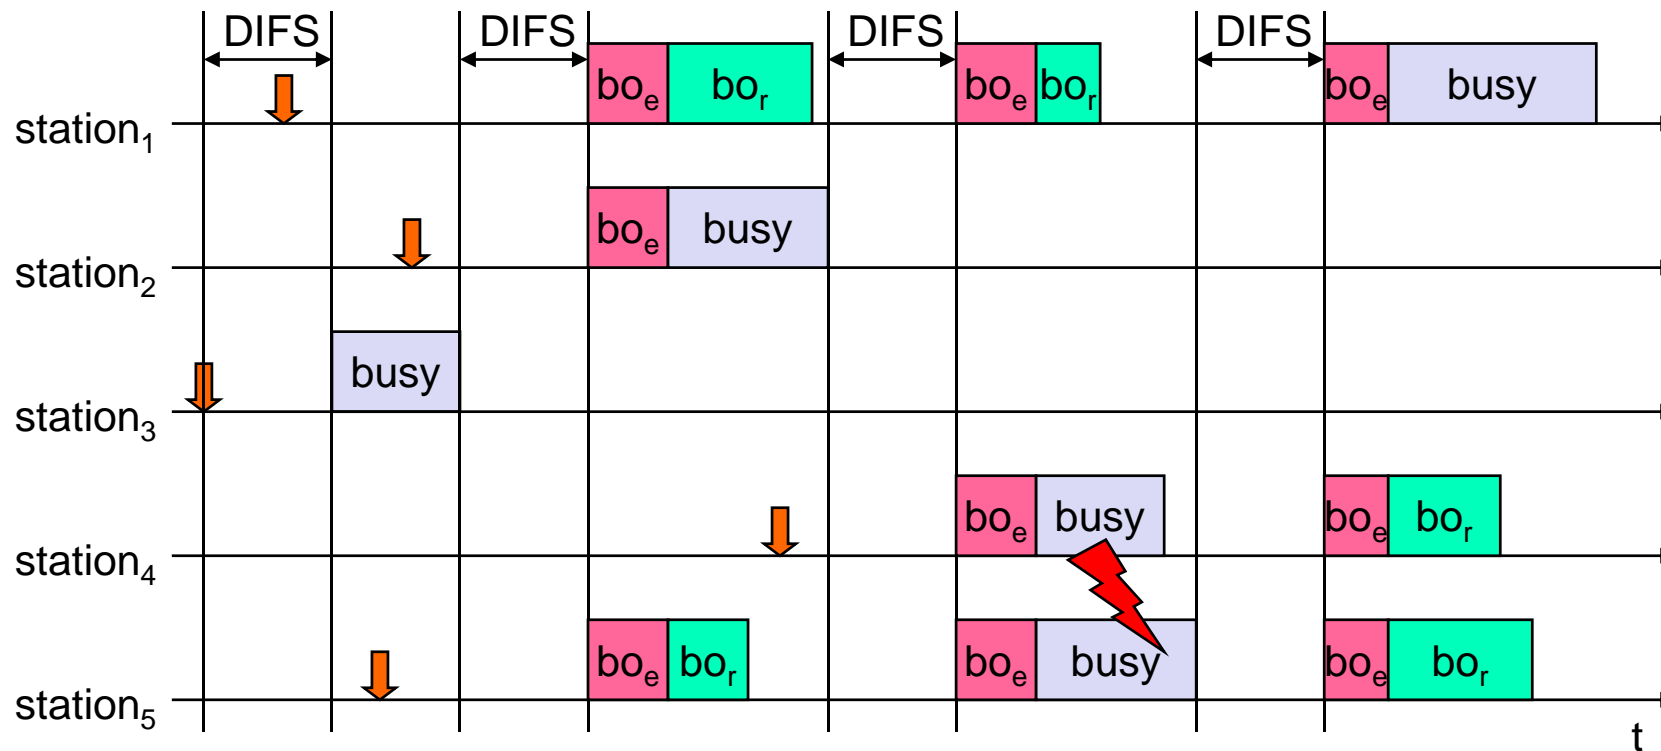 DIFS DIFS DIFS DIFS
station₁ boₑ boᵣ boₑ boᵣ boₑ busy
station₂ boₑ busy
station₃ busy
station₄ boₑ busy boₑ boᵣ
station₅ boₑ boᵣ boₑ busy boₑ boᵣ
t